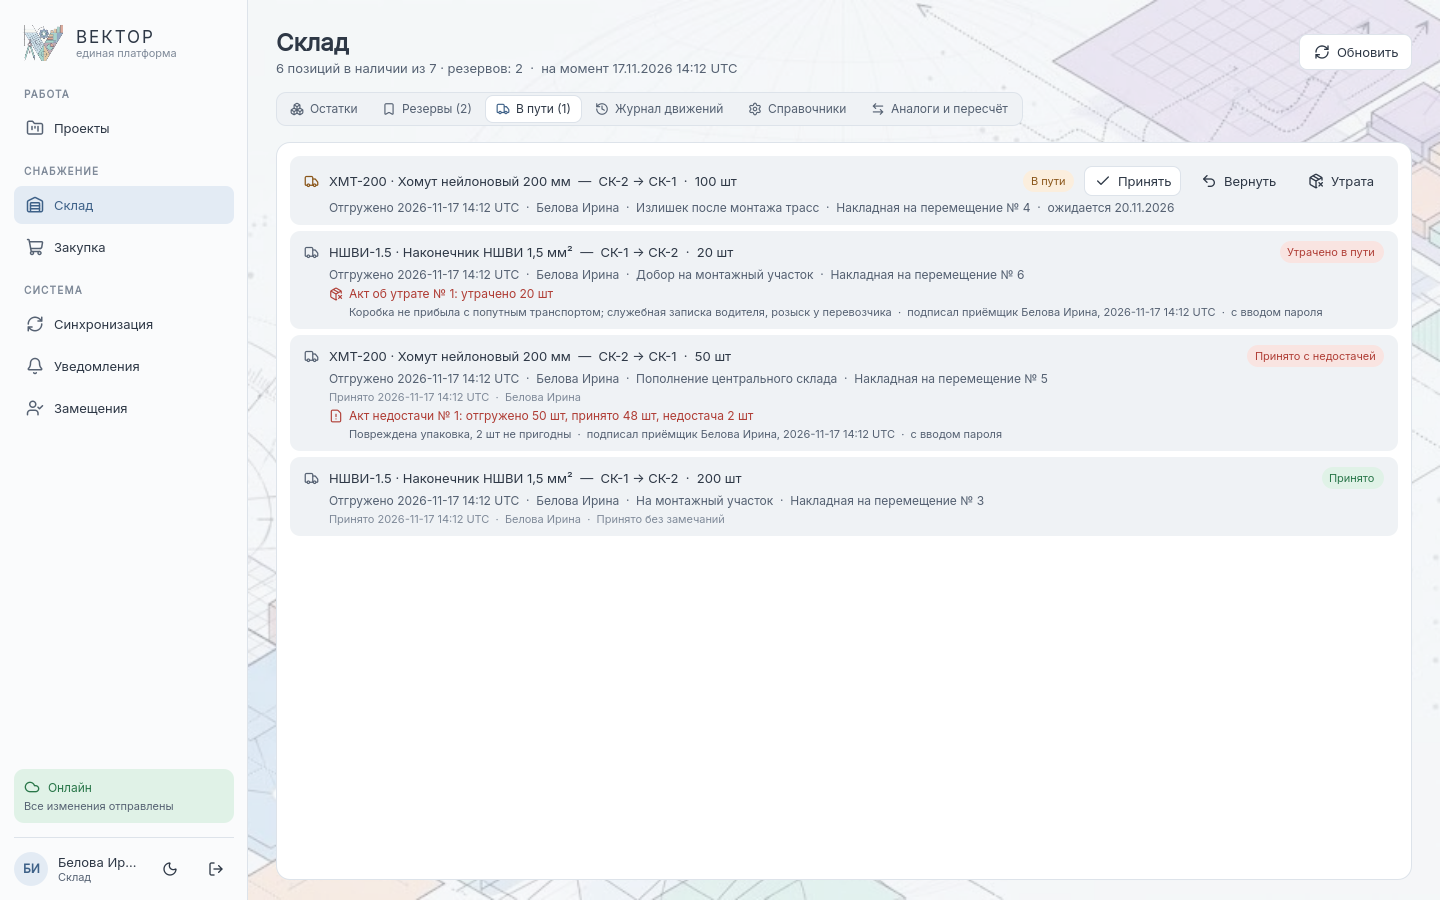 ВЕКТОР
единая платформа
РАБОТА
Проекты
СНАБЖЕНИЕ
Склад
Закупка
СИСТЕМА
Синхронизация
Уведомления
Замещения
Онлайн
Все изменения отправлены
БИ
Белова Ир...
Склад
Склад
6 позиций в наличии из 7 · резервов: 2 · на момент 17.11.2026 14:12 UTC
Обновить
Остатки
Резервы (2)
В пути (1)
Журнал движений
Справочники
Аналоги и пересчёт
ХМТ-200 · Хомут нейлоновый 200 мм — СК-2 → СК-1 · 100 шт
В пути
Принять
Вернуть
Утрата
Отгружено 2026-11-17 14:12 UTC · Белова Ирина · Излишек после монтажа трасс · Накладная на перемещение № 4 · ожидается 20.11.2026
НШВИ-1.5 · Наконечник НШВИ 1,5 мм² — СК-1 → СК-2 · 20 шт
Утрачено в пути
Отгружено 2026-11-17 14:12 UTC · Белова Ирина · Добор на монтажный участок · Накладная на перемещение № 6
Акт об утрате № 1: утрачено 20 шт
Коробка не прибыла с попутным транспортом; служебная записка водителя, розыск у перевозчика · подписал приёмщик Белова Ирина, 2026-11-17 14:12 UTC · с вводом пароля
ХМТ-200 · Хомут нейлоновый 200 мм — СК-2 → СК-1 · 50 шт
Принято с недостачей
Отгружено 2026-11-17 14:12 UTC · Белова Ирина · Пополнение центрального склада · Накладная на перемещение № 5
Принято 2026-11-17 14:12 UTC · Белова Ирина
Акт недостачи № 1: отгружено 50 шт, принято 48 шт, недостача 2 шт
Повреждена упаковка, 2 шт не пригодны · подписал приёмщик Белова Ирина, 2026-11-17 14:12 UTC · с вводом пароля
НШВИ-1.5 · Наконечник НШВИ 1,5 мм² — СК-1 → СК-2 · 200 шт
Принято
Отгружено 2026-11-17 14:12 UTC · Белова Ирина · На монтажный участок · Накладная на перемещение № 3
Принято 2026-11-17 14:12 UTC · Белова Ирина · Принято без замечаний